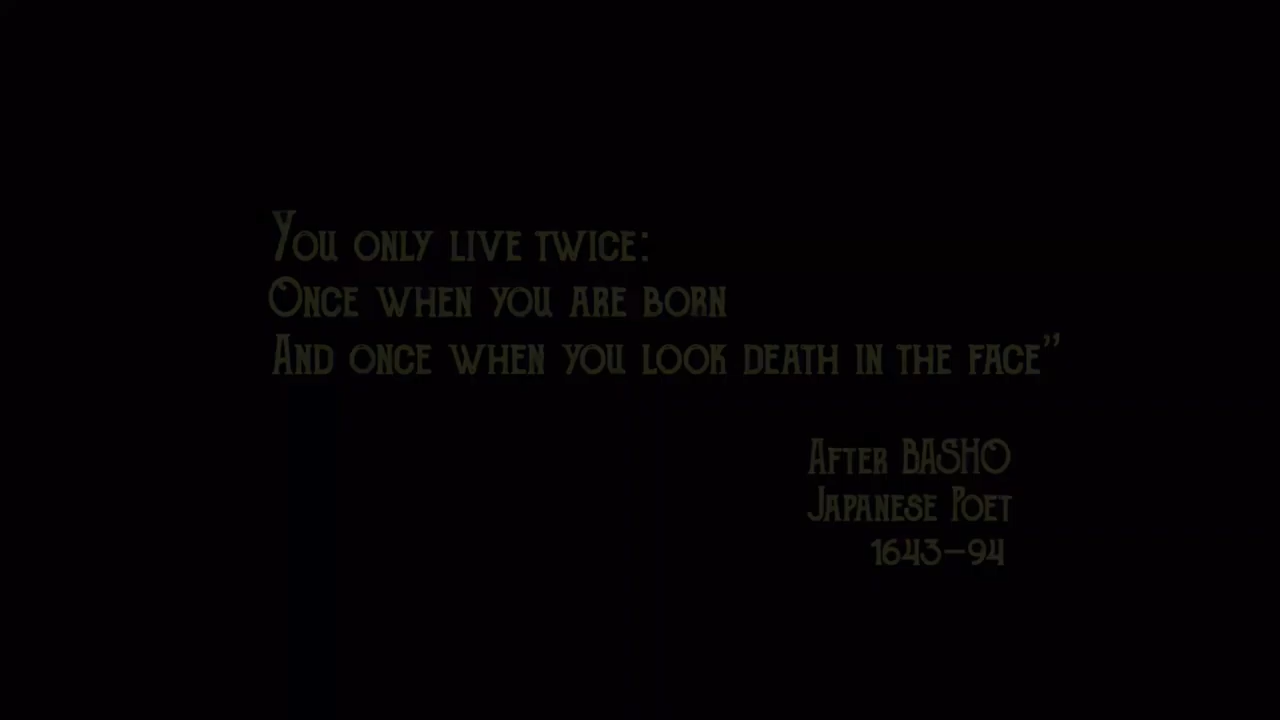 You only live twice:
Once when you are born
And once when you look death in the face”
After BASHO
Japanese Poet
1643–94